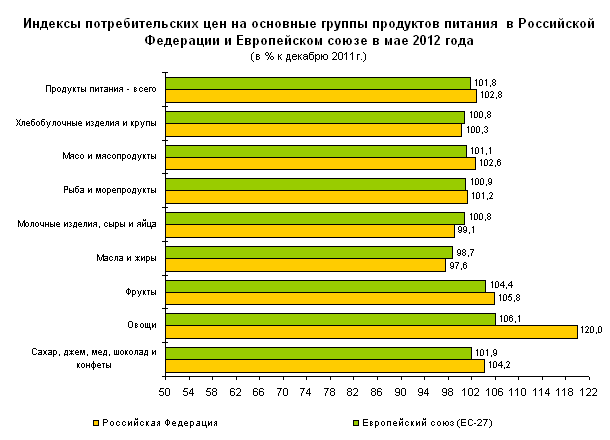 Индексы потребительских цен на основные группы продуктов питания в Российской
Федерации и Европейском союзе в мае 2012 года
(в % к декабрю 2011 г.)
Продукты питания - всего
101,8
102,8
Хлебобулочные изделия и крупы
100,8
100,3
Мясо и мясопродукты
101,1
102,6
Рыба и морепродукты
100,9
101,2
Молочные изделия, сыры и яйца
100,8
99,1
Масла и жиры
98,7
97,6
Фрукты
104,4
105,8
Овощи
106,1
120,0
Сахар, джем, мед, шоколад и
конфеты
101,9
104,2
50 54 58 62 66 70 74 78 82 86 90 94 98 102 106 110 114 118 122
Российская Федерация
Европейский союз (ЕС-27)